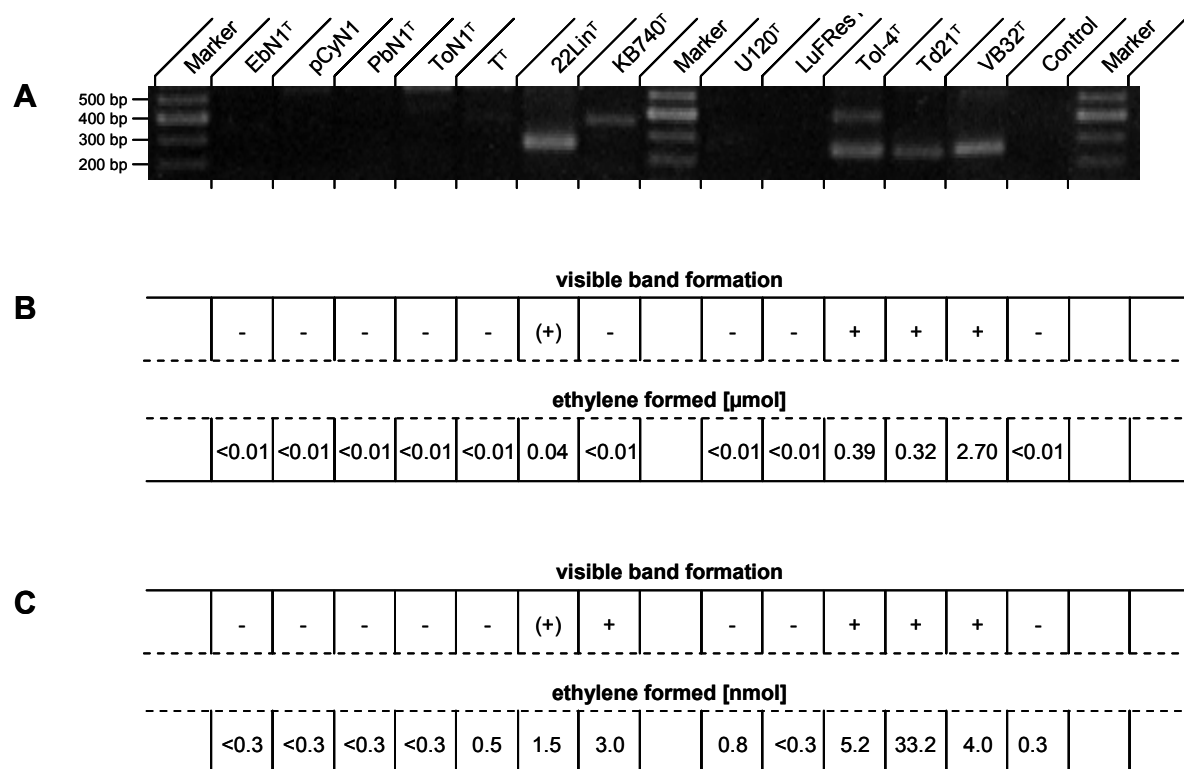 Marker EbN1ᵀ pCyN1 PbN1ᵀ ToN1ᵀ Tᵀ 22Linᵀ KB740ᵀ Marker U120ᵀ LuFRes1 Tol-4ᵀ Td21ᵀ VB32ᵀ Control Marker
A
500 bp
400 bp
300 bp
200 bp
visible band formation
B
- - - - - (+) - - - + + + -
ethylene formed [µmol]
<0.01 <0.01 <0.01 <0.01 <0.01 0.04 <0.01 <0.01 <0.01 0.39 0.32 2.70 <0.01
visible band formation
C
- - - - - (+) + - - + + + -
ethylene formed [nmol]
<0.3 <0.3 <0.3 <0.3 0.5 1.5 3.0 0.8 <0.3 5.2 33.2 4.0 0.3